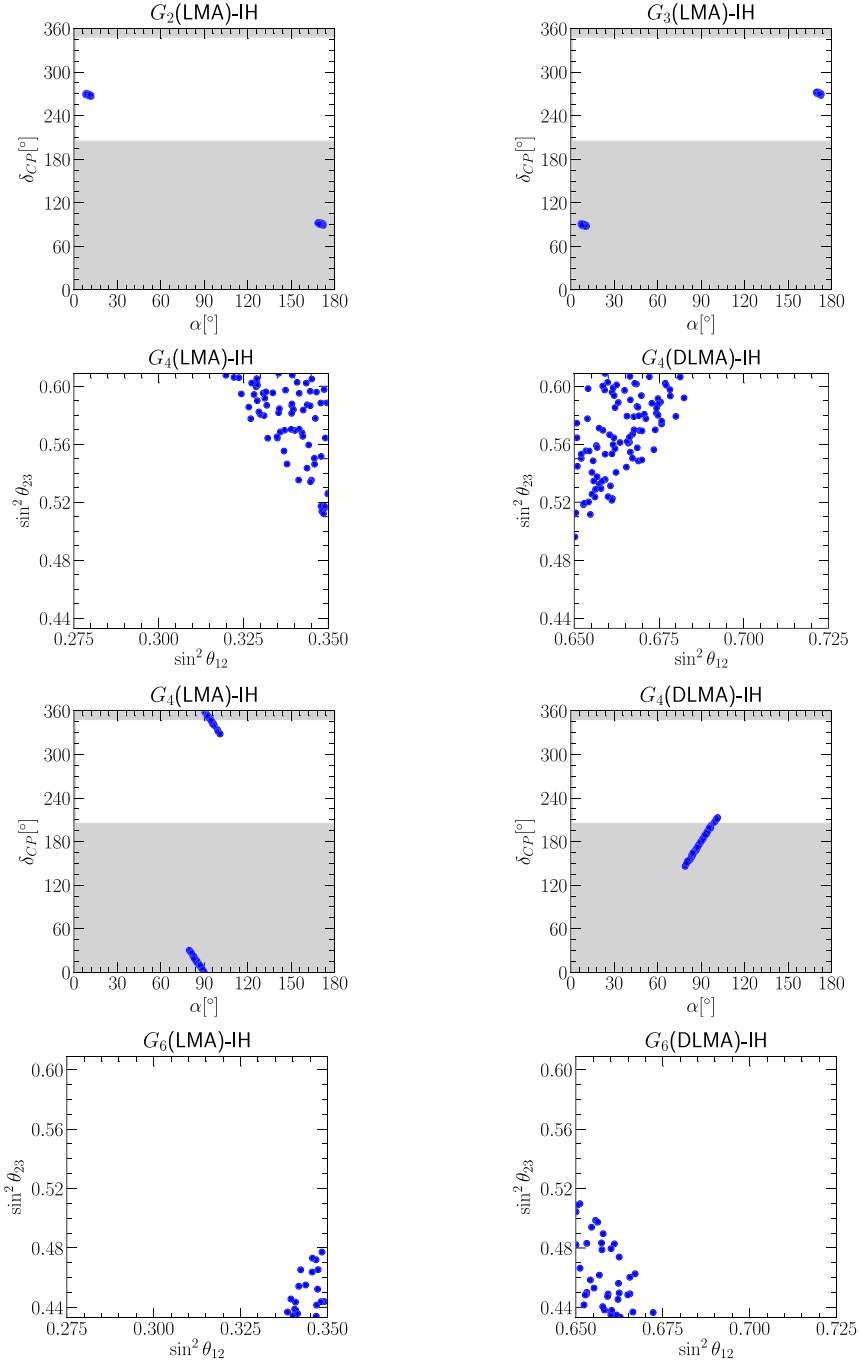 G₂(LMA)-IH
360
300
240
180
120
60
0
δ_CP[°]
0 30 60 90 120 150 180
α[°]
G₃(LMA)-IH
360
300
240
180
120
60
0
δ_CP[°]
0 30 60 90 120 150 180
α[°]
G₄(LMA)-IH
0.60
0.56
0.52
0.48
0.44
sin² θ₂₃
0.275 0.300 0.325 0.350
sin² θ₁₂
G₄(DLMA)-IH
0.60
0.56
0.52
0.48
0.44
sin² θ₂₃
0.650 0.675 0.700 0.725
sin² θ₁₂
G₄(LMA)-IH
360
300
240
180
120
60
0
δ_CP[°]
0 30 60 90 120 150 180
α[°]
G₄(DLMA)-IH
360
300
240
180
120
60
0
δ_CP[°]
0 30 60 90 120 150 180
α[°]
G₆(LMA)-IH
0.60
0.56
0.52
0.48
0.44
sin² θ₂₃
0.275 0.300 0.325 0.350
sin² θ₁₂
G₆(DLMA)-IH
0.60
0.56
0.52
0.48
0.44
sin² θ₂₃
0.650 0.675 0.700 0.725
sin² θ₁₂